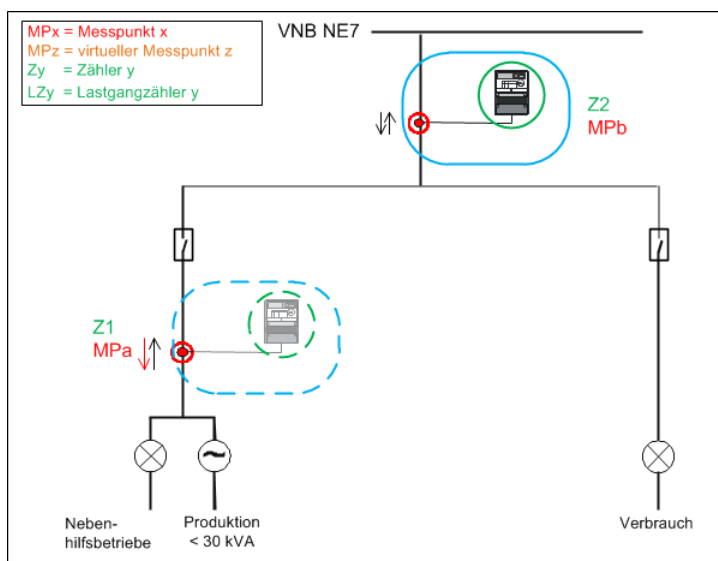 MPx = Messpunkt x
MPz = virtueller Messpunkt z
Zy = Zähler y
LZy = Lastgangzähler y
VNB NE7
Z2
MPb
Z1
MPa
Neben-
hilfsbetriebe
Produktion
< 30 kVA
Verbrauch